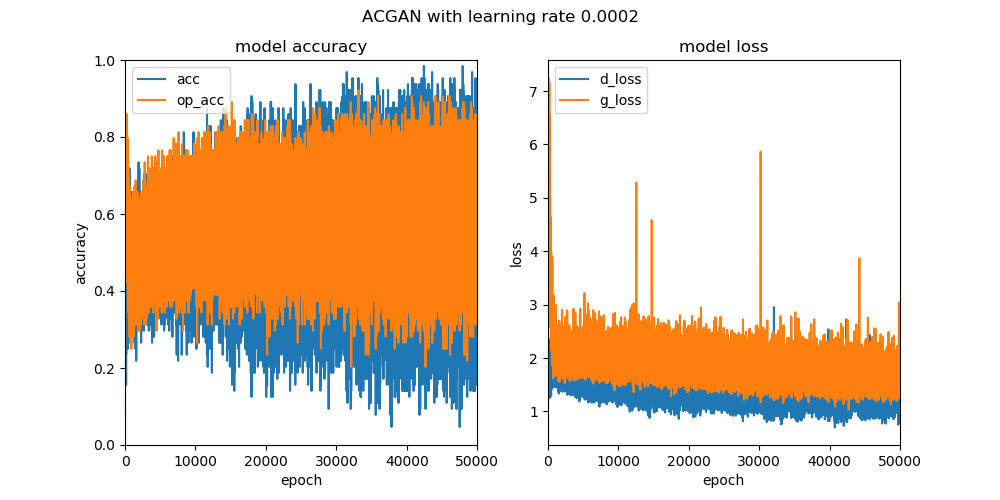 ACGAN with learning rate 0.0002
model accuracy
acc
op_acc
1.0
0.8
0.6
0.4
0.2
0.0
accuracy
0 10000 20000 30000 40000 50000
epoch
model loss
d_loss
g_loss
7
6
5
4
3
2
1
loss
0 10000 20000 30000 40000 50000
epoch